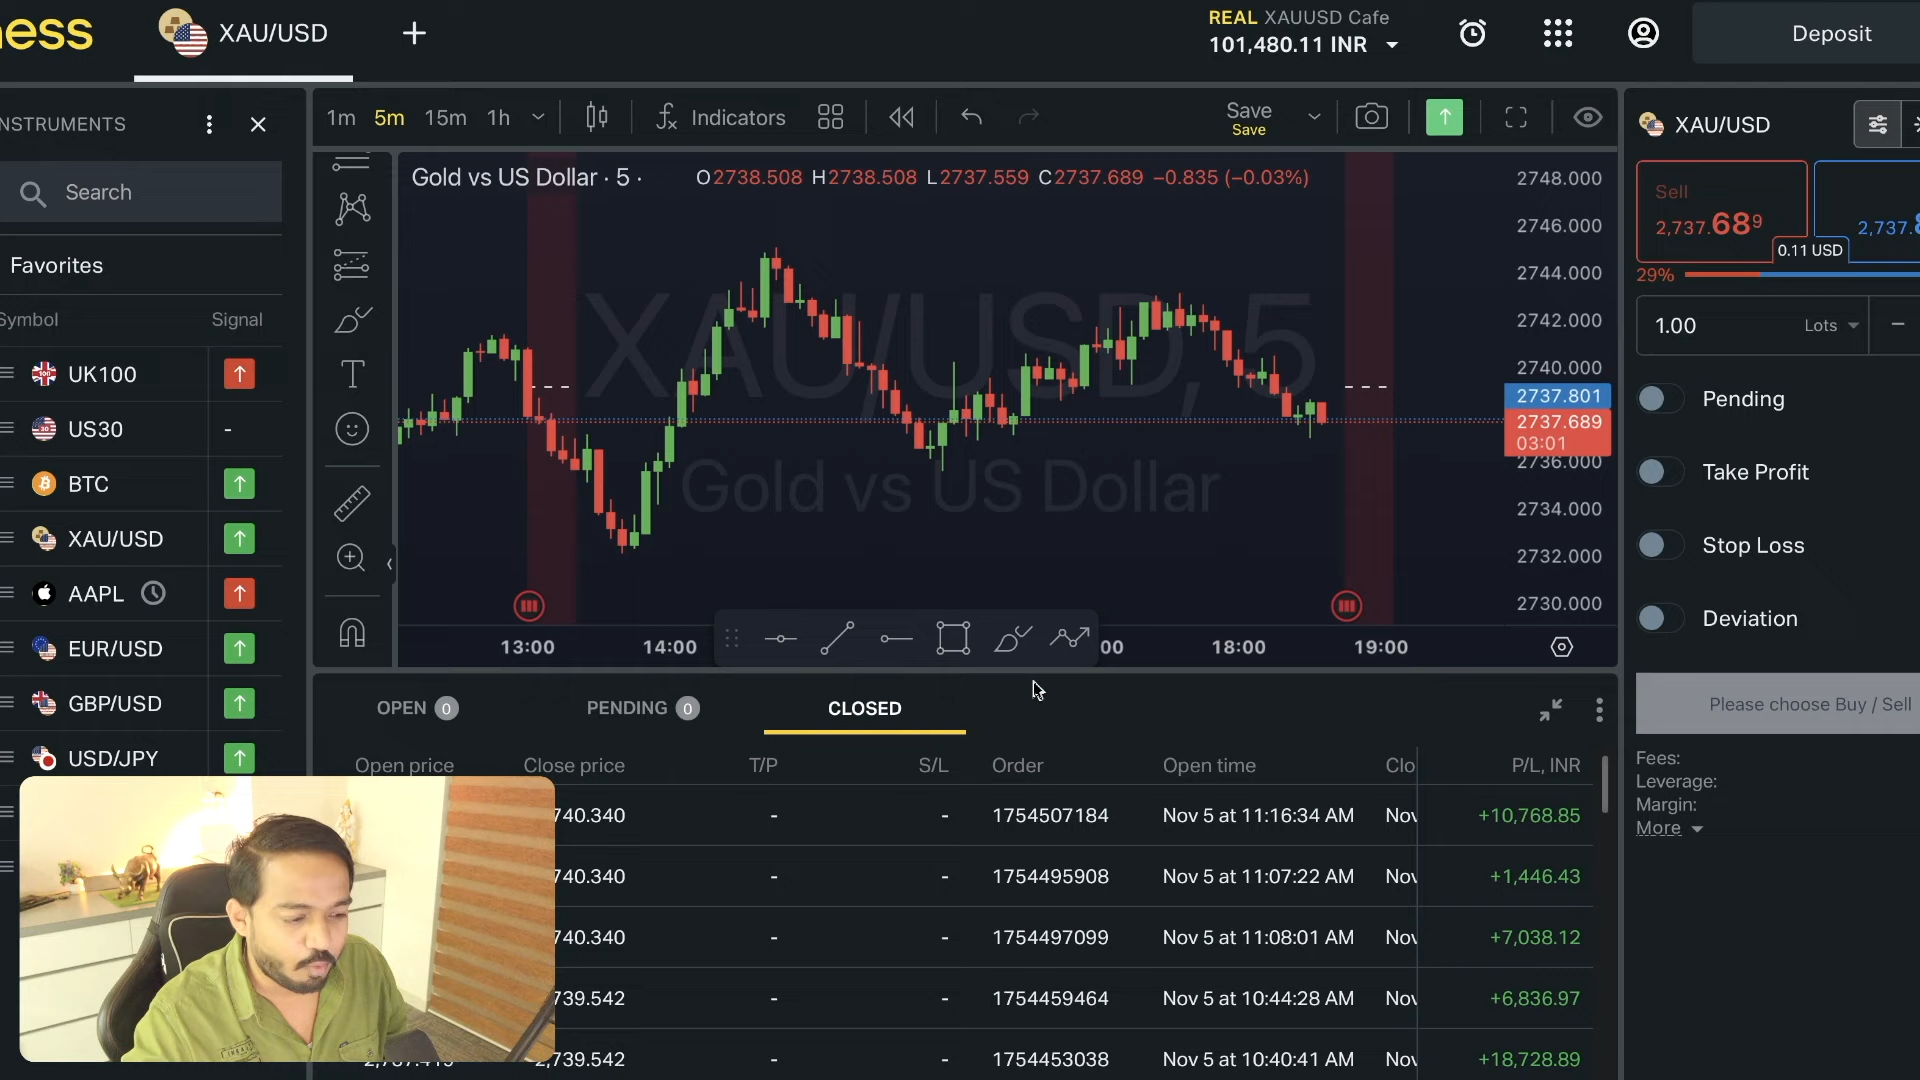 ness
XAU/USD
REAL XAUUSD Cafe
101,480.11 INR
Deposit
NSTRUMENTS
Search
Favorites
Symbol Signal
UK100
US30 -
BTC
XAU/USD
AAPL
EUR/USD
GBP/USD
USD/JPY
1m 5m 15m 1h Indicators Save
Save
Gold vs US Dollar · 5 · O2738.508 H2738.508 L2737.559 C2737.689 −0.835 (−0.03%)
XAU/USD, 5
Gold vs US Dollar
2748.000
2746.000
2744.000
2742.000
2740.000
2737.801
2737.689
03:01
2736.000
2734.000
2732.000
2730.000
13:00 14:00 00 18:00 19:00
OPEN 0 PENDING 0 CLOSED
Open price Close price T/P S/L Order Open time Clo P/L, INR
740.340 - - 1754507184 Nov 5 at 11:16:34 AM Nov +10,768.85
740.340 - - 1754495908 Nov 5 at 11:07:22 AM Nov +1,446.43
740.340 - - 1754497099 Nov 5 at 11:08:01 AM Nov +7,038.12
739.542 - - 1754459464 Nov 5 at 10:44:28 AM Nov +6,836.97
2,739.542 - - 1754453038 Nov 5 at 10:40:41 AM Nov +18,728.89
XAU/USD
Sell
2,737.689
2,737.8
0.11 USD
29%
1.00 Lots −
Pending
Take Profit
Stop Loss
Deviation
Please choose Buy / Sell
Fees:
Leverage:
Margin:
More